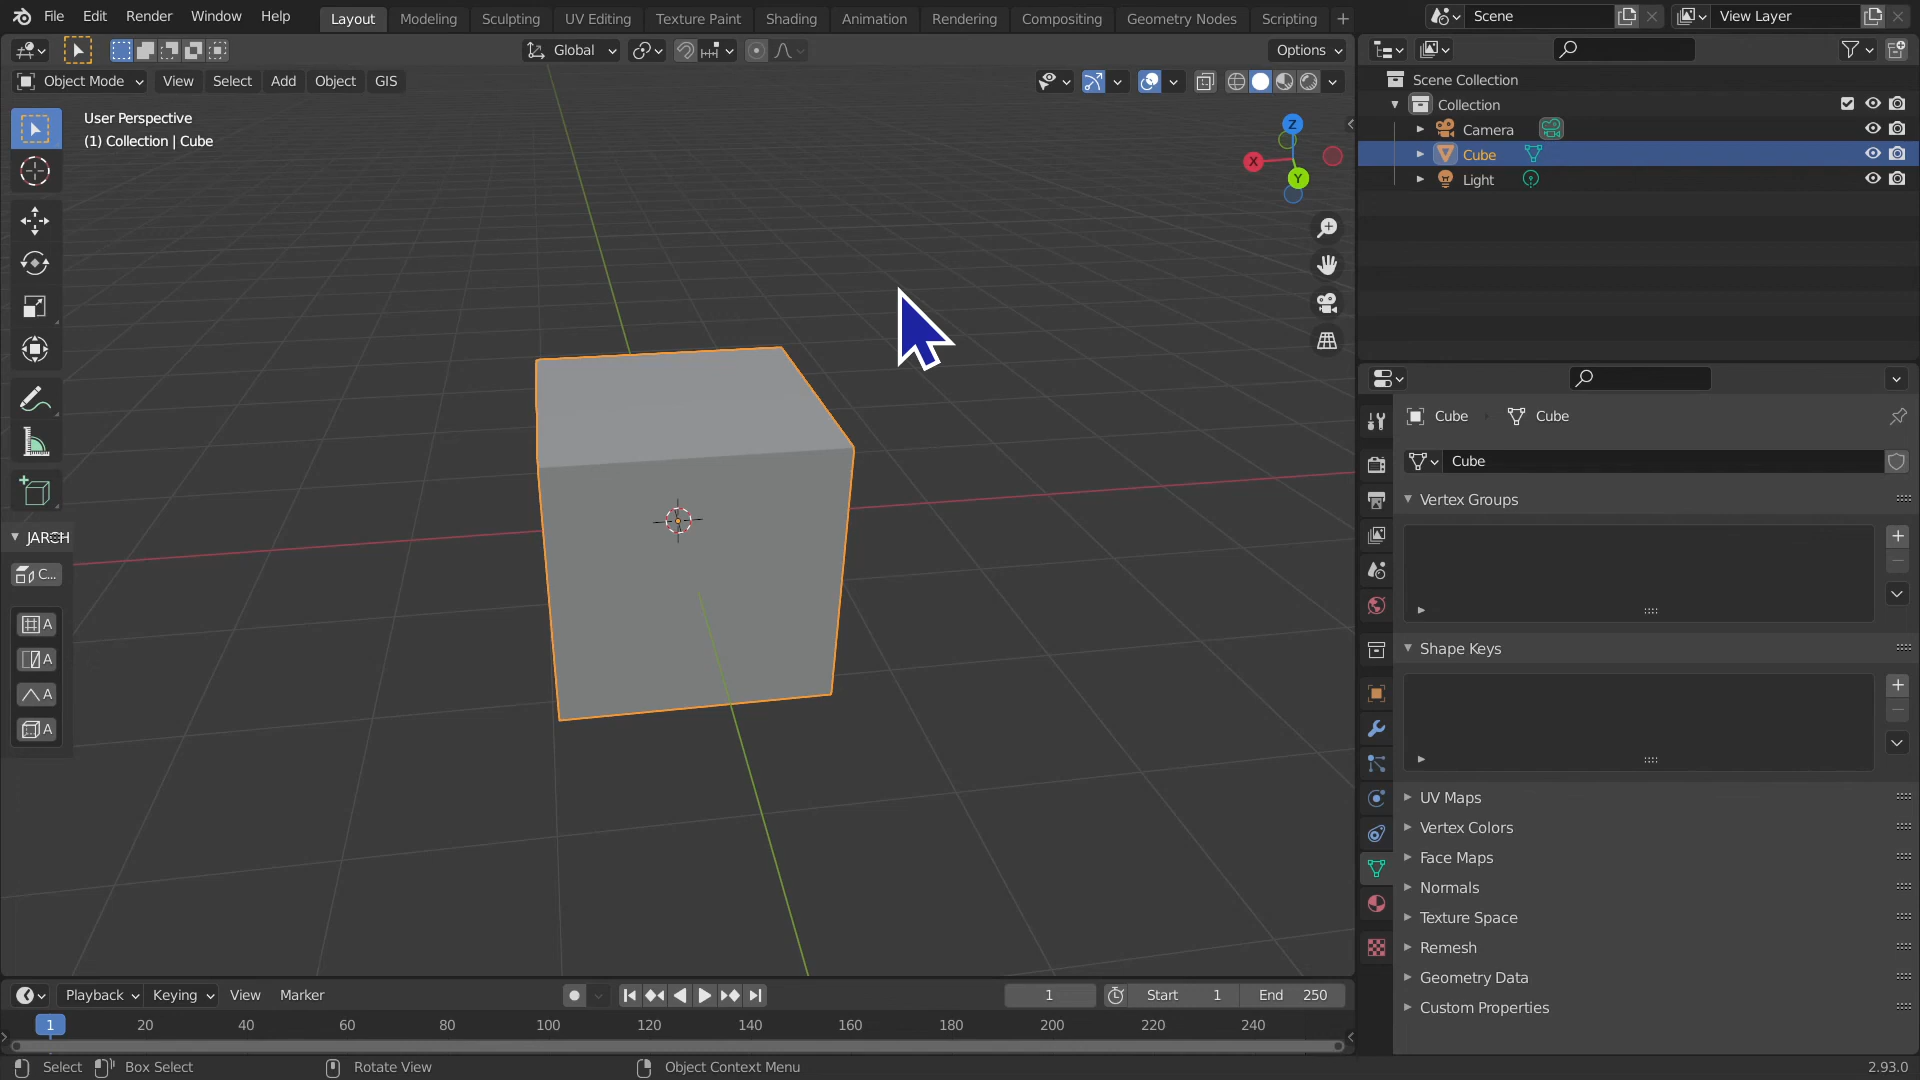 File Edit Render Window Help Layout Modeling Sculpting UV Editing Texture Paint Shading Animation Rendering Compositing Geometry Nodes Scripting + Scene View Layer
Global Options
Object Mode View Select Add Object GIS
User Perspective
(1) Collection | Cube
Z
X
Y
JARCH
C...
A
A
A
A
Scene Collection
Collection
Camera
Cube
Light
Cube Cube
Cube
Vertex Groups
Shape Keys
UV Maps
Vertex Colors
Face Maps
Normals
Texture Space
Remesh
Geometry Data
Custom Properties
Playback Keying View Marker 1 Start 1 End 250
1 20 40 60 80 100 120 140 160 180 200 220 240
Select Box Select Rotate View Object Context Menu 2.93.0